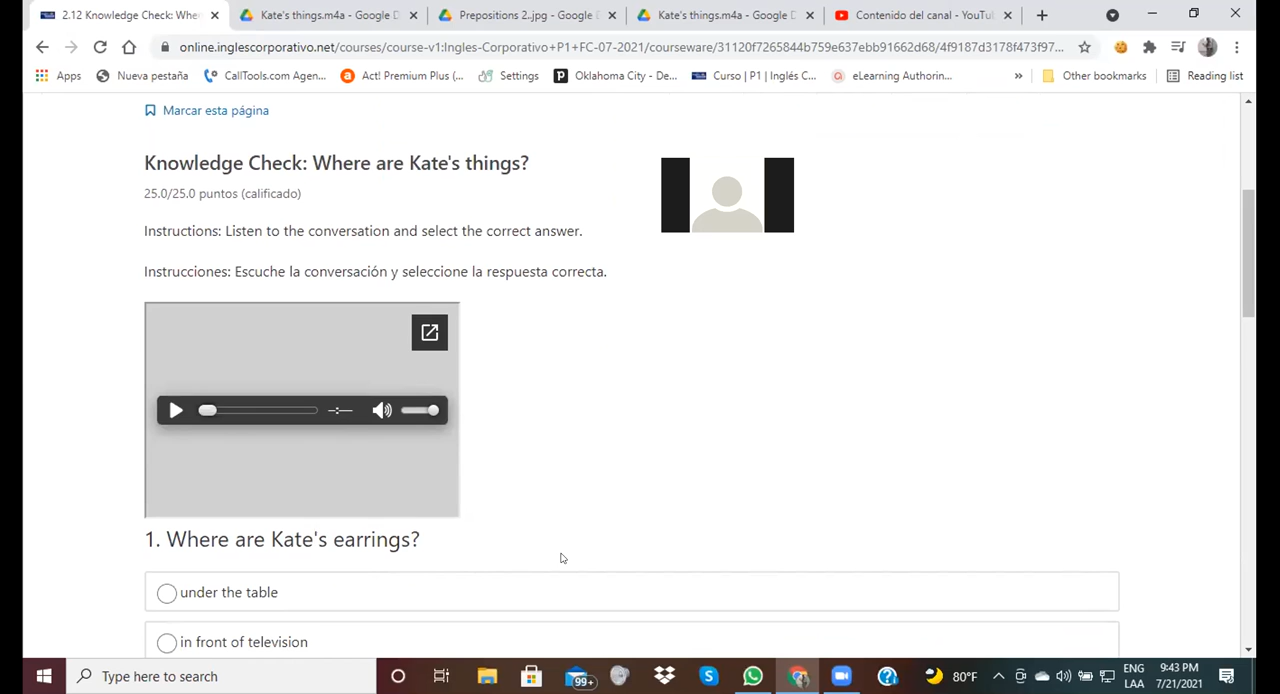 2.12 Knowledge Check: Wher
Kate's things.m4a - Google D
Prepositions 2..jpg - Google D
Kate's things.m4a - Google D
Contenido del canal - YouTu
online.inglescorporativo.net/courses/course-v1:Ingles-Corporativo+P1+FC-07-2021/courseware/31120f7265844b759e637ebb91662d68/4f9187d3178f473f97...
Apps
Nueva pestaña
CallTools.com Agen...
Act! Premium Plus (...
Settings
Oklahoma City - De...
Curso | P1 | Inglés C...
eLearning Authorin...
»
Other bookmarks
Reading list
Marcar esta página
Knowledge Check: Where are Kate's things?
25.0/25.0 puntos (calificado)
Instructions: Listen to the conversation and select the correct answer.
Instrucciones: Escuche la conversación y seleccione la respuesta correcta.
-:--
1. Where are Kate's earrings?
under the table
in front of television
Type here to search
99+
80°F
ENG
LAA
9:43 PM
7/21/2021